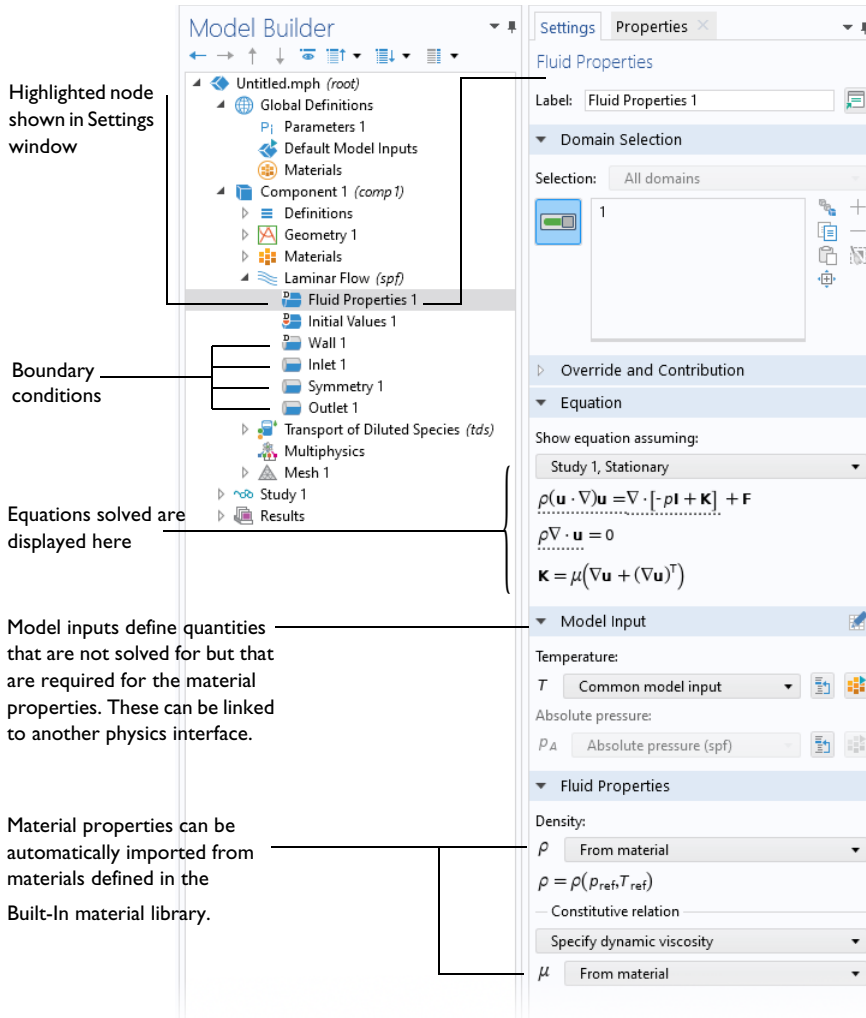 Model Builder
Untitled.mph (root)
Global Definitions
Pi Parameters 1
Default Model Inputs
Materials
Component 1 (comp1)
Definitions
Geometry 1
Materials
Laminar Flow (spf)
Fluid Properties 1
Initial Values 1
Wall 1
Inlet 1
Symmetry 1
Outlet 1
Transport of Diluted Species (tds)
Multiphysics
Mesh 1
Study 1
Results
Highlighted node
shown in Settings
window
Boundary
conditions
Equations solved are
displayed here
Model inputs define quantities
that are not solved for but that
are required for the material
properties. These can be linked
to another physics interface.
Material properties can be
automatically imported from
materials defined in the
Built-In material library.
Settings Properties
Fluid Properties
Label: Fluid Properties 1
Domain Selection
Selection: All domains
1
Override and Contribution
Equation
Show equation assuming:
Study 1, Stationary
ρ(u · ∇)u = ∇ · [-pI + K] + F
ρ∇ · u = 0
K = μ(∇u + (∇u)ᵀ)
Model Input
Temperature:
T Common model input
Absolute pressure:
pA Absolute pressure (spf)
Fluid Properties
Density:
ρ From material
ρ = ρ(pref,Tref)
Constitutive relation
Specify dynamic viscosity
μ From material